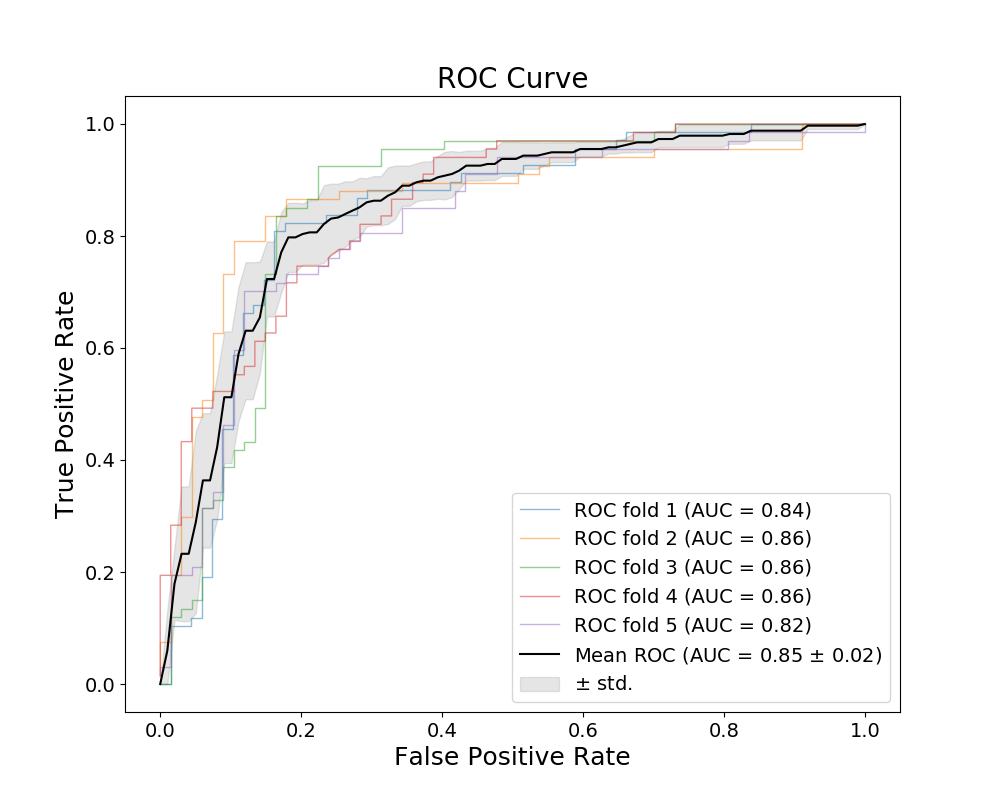 ROC Curve
1.0
0.8
0.6
0.4
0.2
0.0
True Positive Rate
ROC fold 1 (AUC = 0.84)
ROC fold 2 (AUC = 0.86)
ROC fold 3 (AUC = 0.86)
ROC fold 4 (AUC = 0.86)
ROC fold 5 (AUC = 0.82)
Mean ROC (AUC = 0.85 ± 0.02)
± std.
0.0 0.2 0.4 0.6 0.8 1.0
False Positive Rate